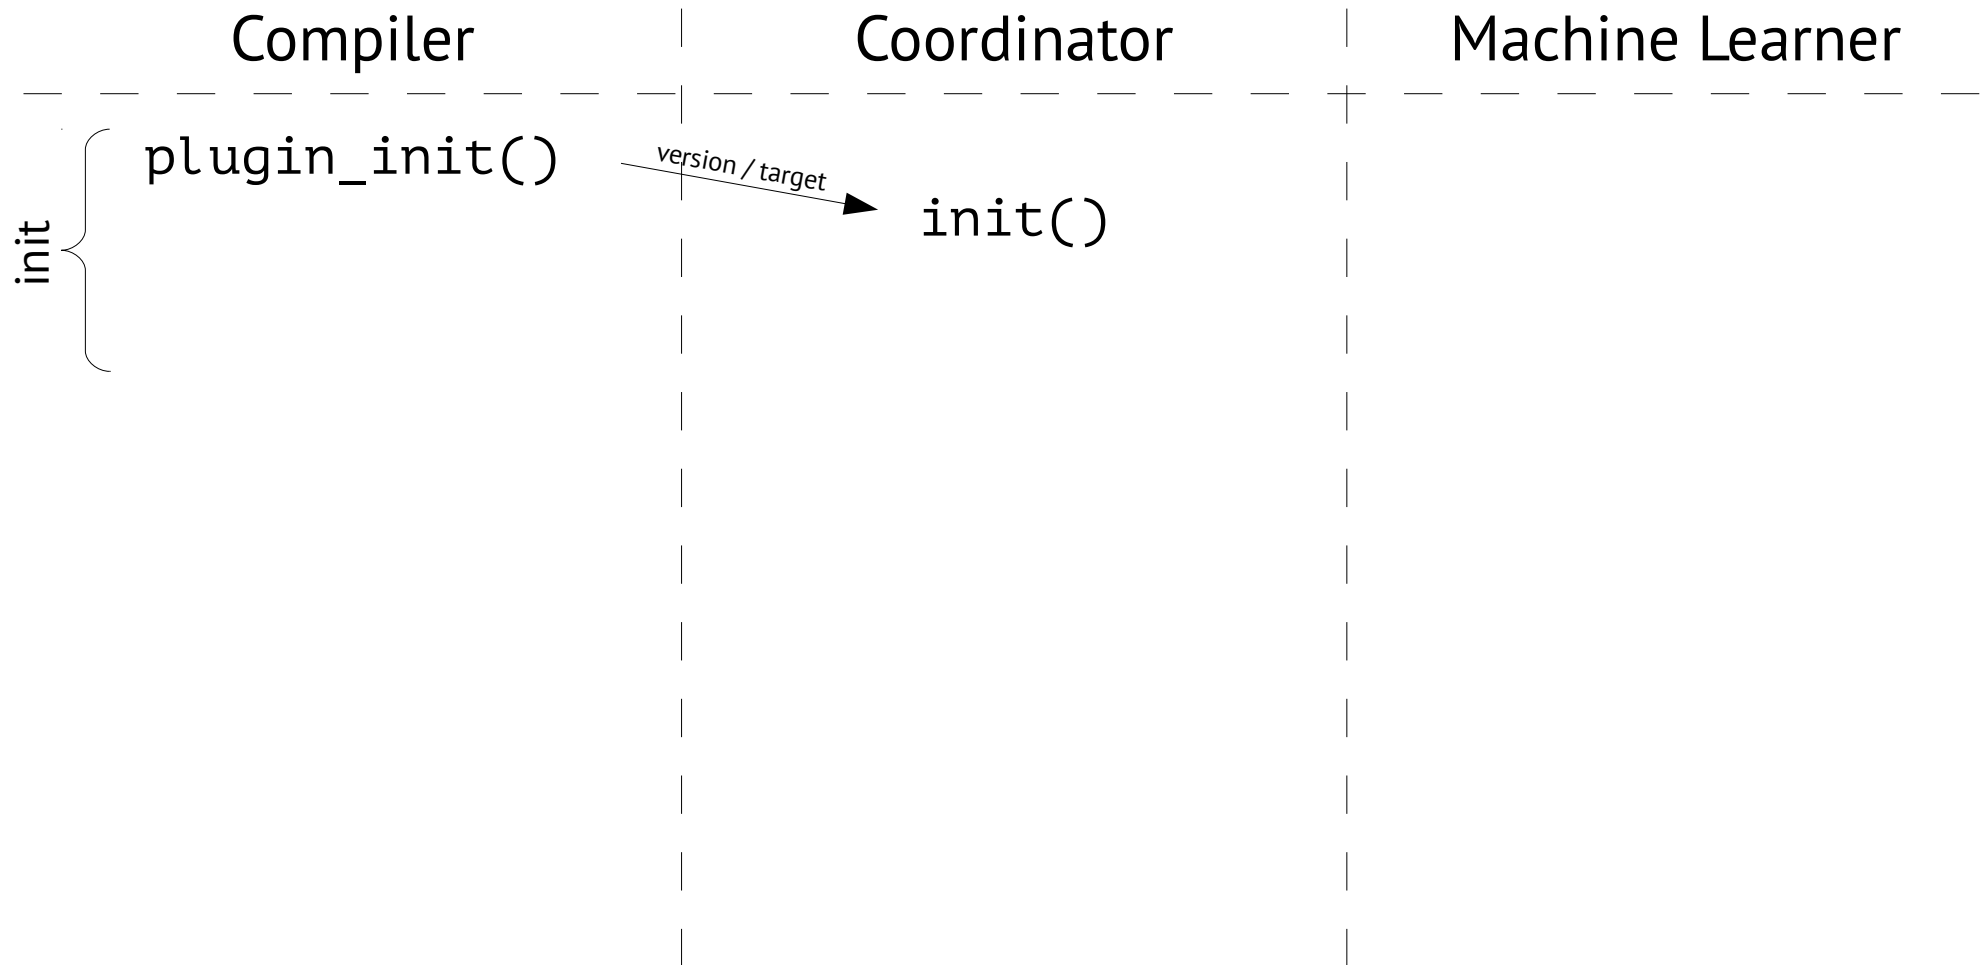 Compiler
Coordinator
Machine Learner
plugin_init()
version / target
init()
init